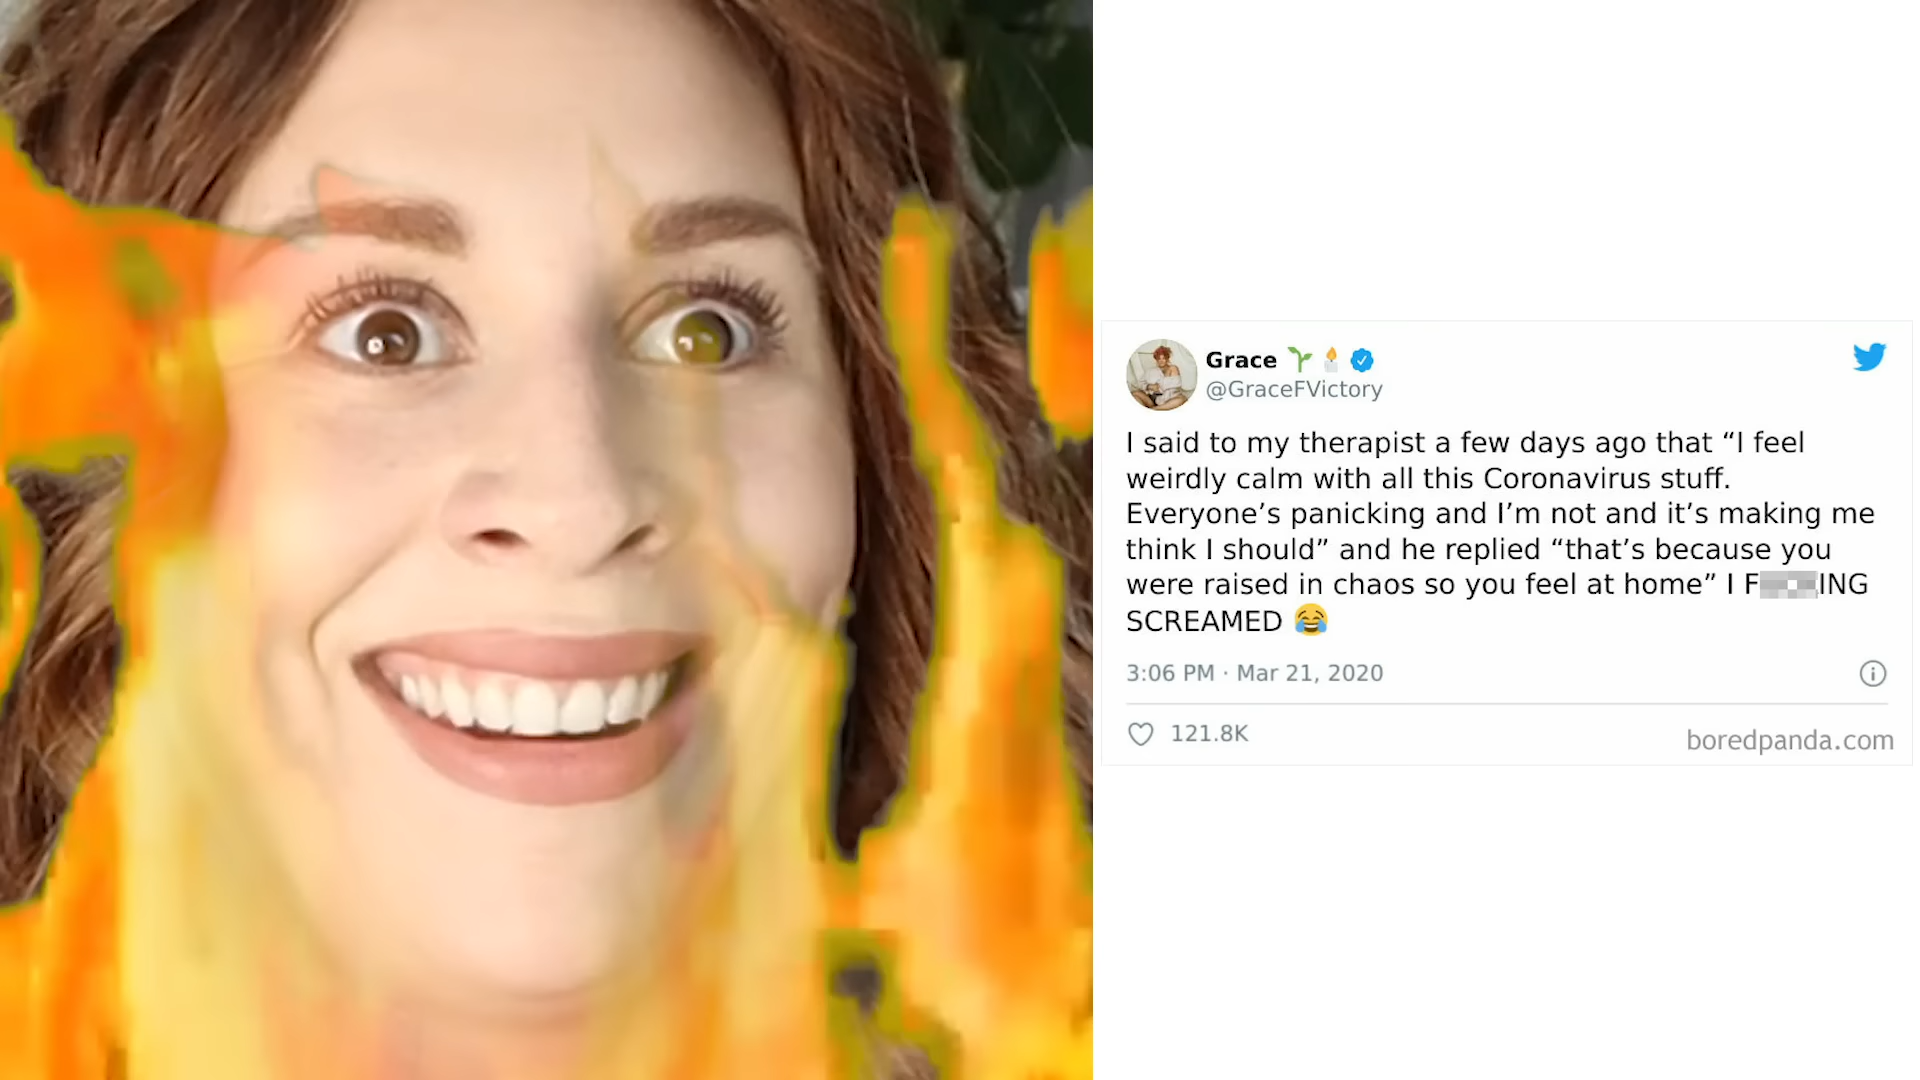 Grace 🌱🕯️
@GraceFVictory
I said to my therapist a few days ago that “I feel
weirdly calm with all this Coronavirus stuff.
Everyone’s panicking and I’m not and it’s making me
think I should” and he replied “that’s because you
were raised in chaos so you feel at home” I F ING
SCREAMED 😂
3:06 PM · Mar 21, 2020
121.8K
boredpanda.com